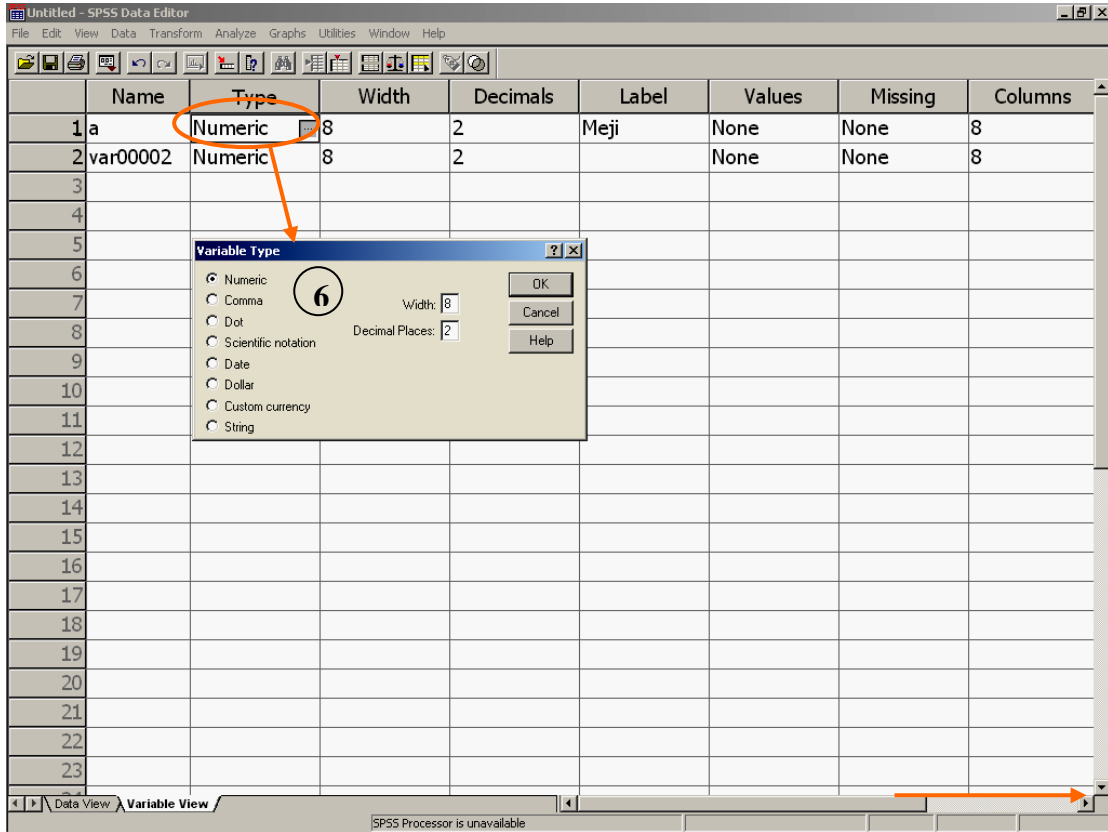 Untitled - SPSS Data Editor
File Edit View Data Transform Analyze Graphs Utilities Window Help
Name Type Width Decimals Label Values Missing Columns
1 a Numeric 8 2 Meji None None 8
2 var00002 Numeric 8 2 None None 8
3
4
5
Variable Type
6
Numeric
OK
7
Comma
6
Width: 8
Cancel
8
Dot
Decimal Places: 2
Scientific notation
Help
9
Date
10
Dollar
11
Custom currency
String
12
13
14
15
16
17
18
19
20
21
22
23
Data View Variable View
SPSS Processor is unavailable